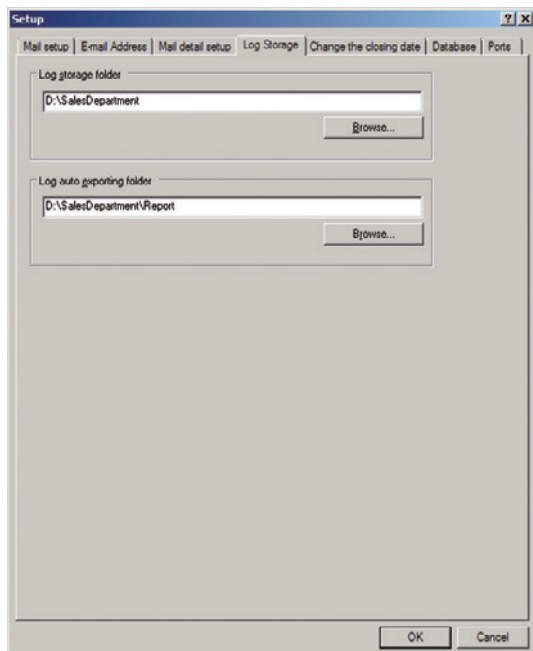 Setup
Mail setup E-mail Address Mail detail setup Log Storage Change the closing date Database Ports
Log storage folder
D:\SalesDepartment
Browse...
Log auto exporting folder
D:\SalesDepartment\Report
Browse...
OK Cancel